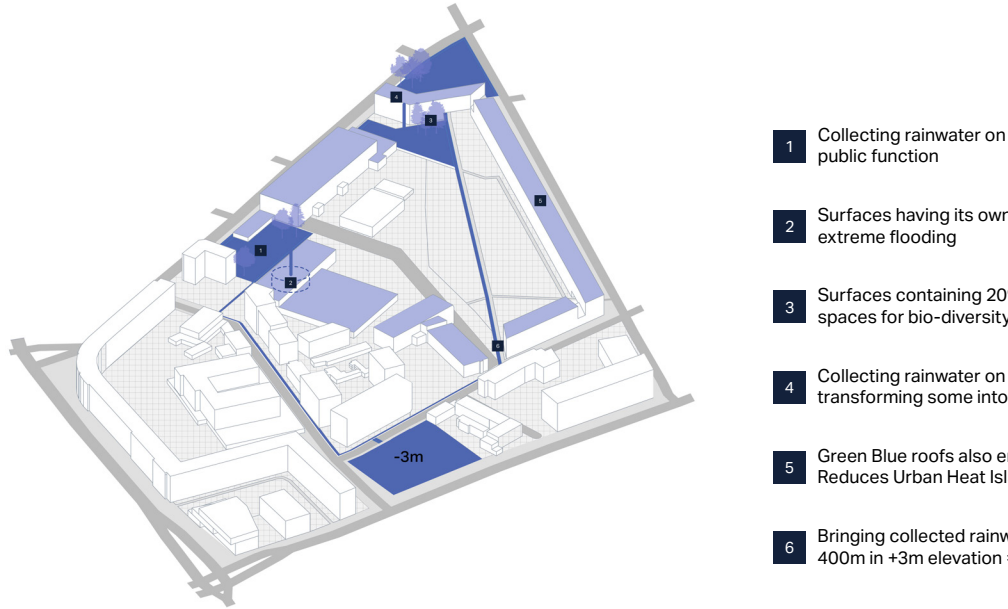 4
3
5
1
2
6
-3m
1 Collecting rainwater on
public function
2 Surfaces having its own
extreme flooding
3 Surfaces containing 20
spaces for bio-diversity
4 Collecting rainwater on
transforming some into
5 Green Blue roofs also e
Reduces Urban Heat Isl
6 Bringing collected rainw
400m in +3m elevation